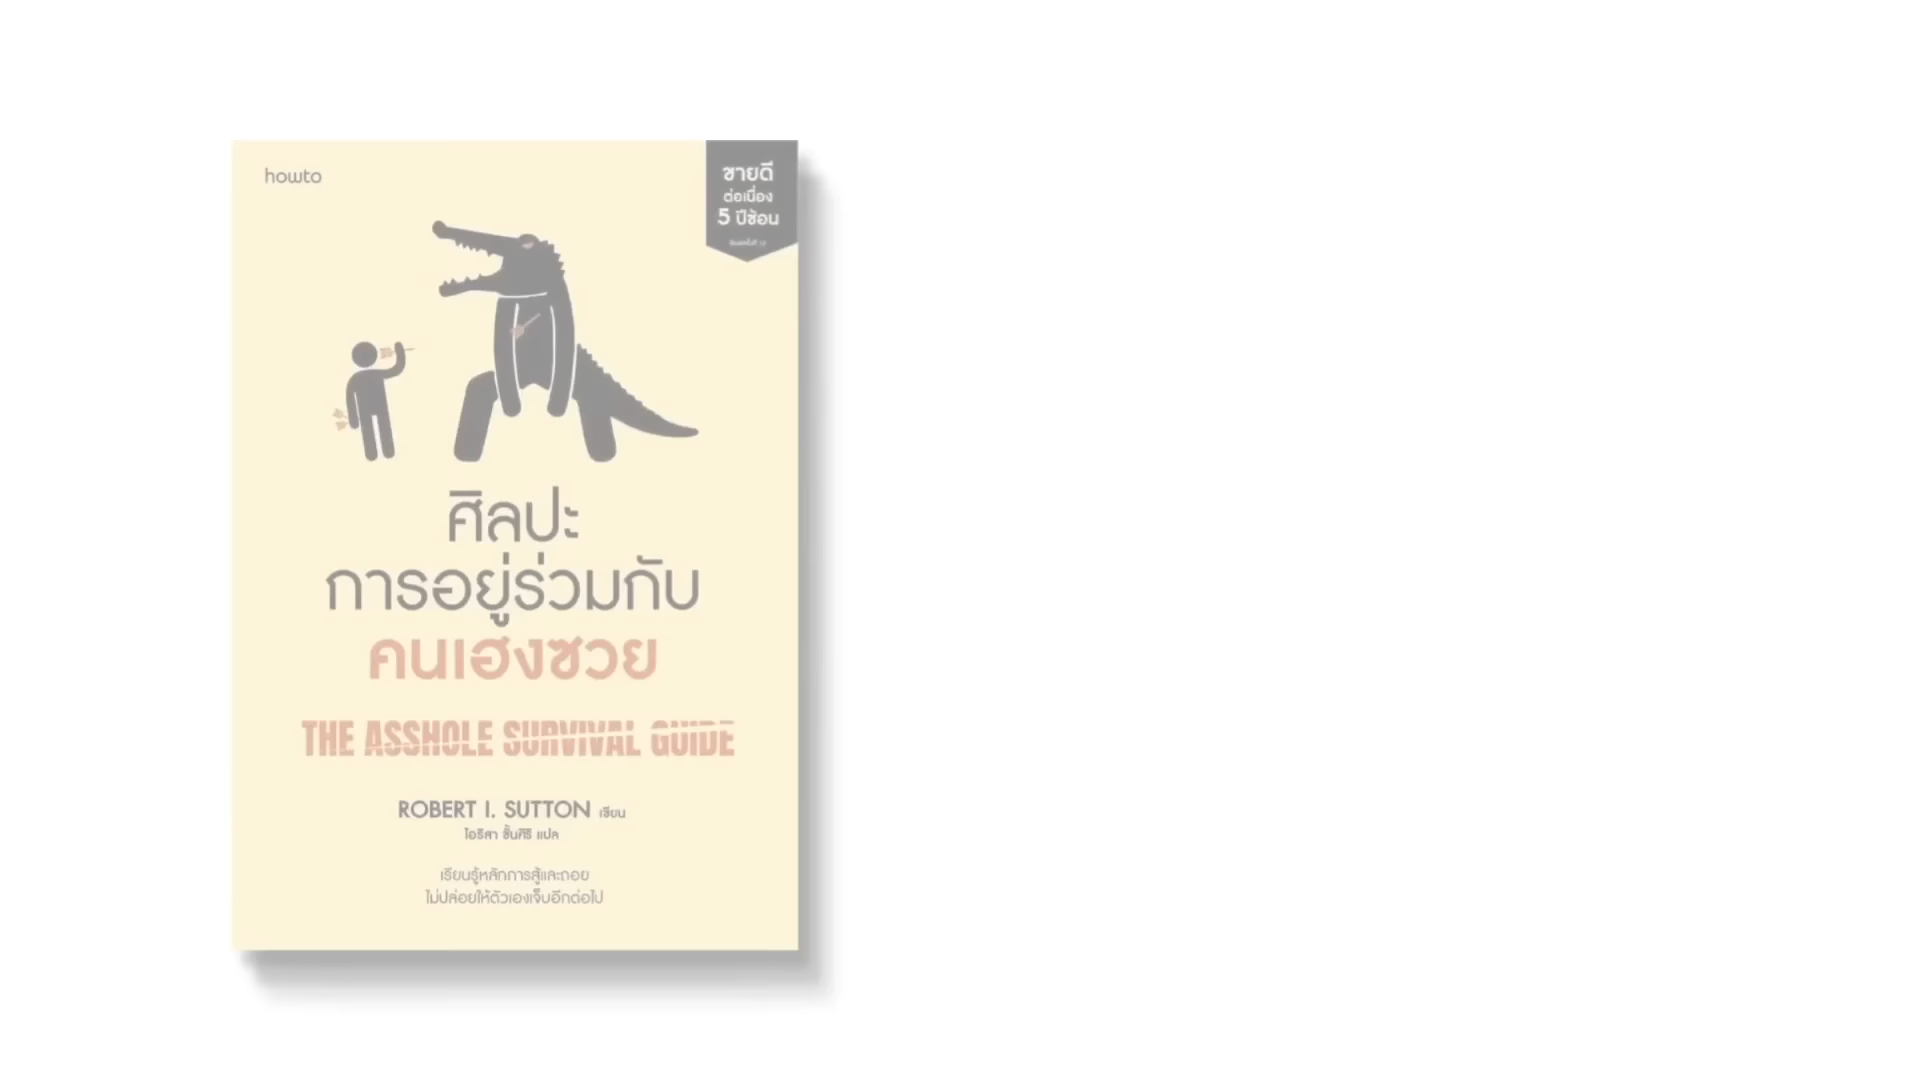 howto
ขายดี
ต่อเนื่อง
5 ปีซ้อน
ศิลปะ
การอยู่ร่วมกับ
คนเฮงซวย
THE ASSHOLE SURVIVAL GUIDE
ROBERT I. SUTTON เขียน
โอริสา ชั้นศิริ แปล
เรียนรู้หลักการสู้และถอย
ไม่ปล่อยให้ตัวเองเจ็บอีกต่อไป